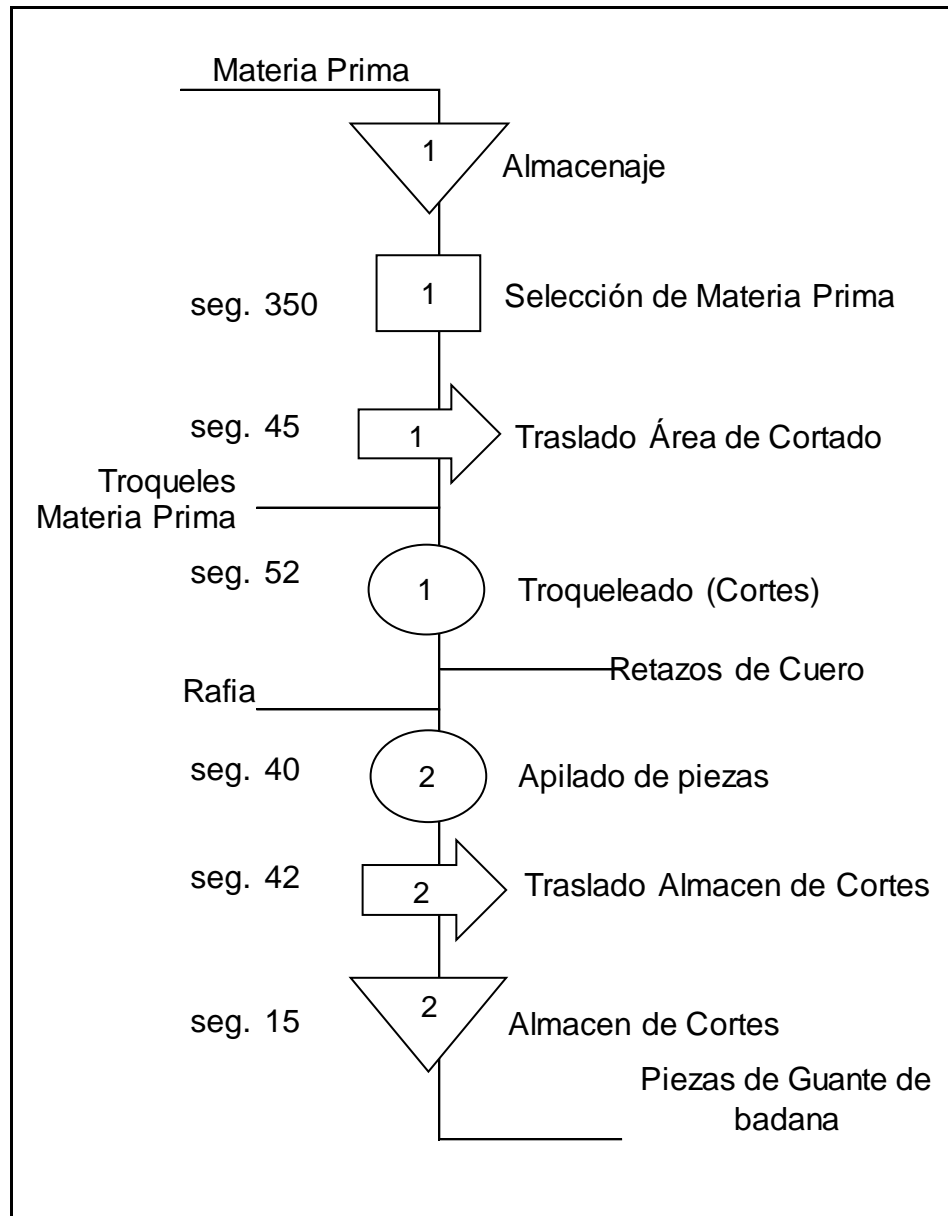 Materia Prima
1
Almacenaje
seg. 350
1
Selección de Materia Prima
seg. 45
1
Traslado Área de Cortado
Troqueles
Materia Prima
seg. 52
1
Troqueleado (Cortes)
Retazos de Cuero
Rafia
seg. 40
2
Apilado de piezas
seg. 42
2
Traslado Almacen de Cortes
seg. 15
2
Almacen de Cortes
Piezas de Guante de
badana